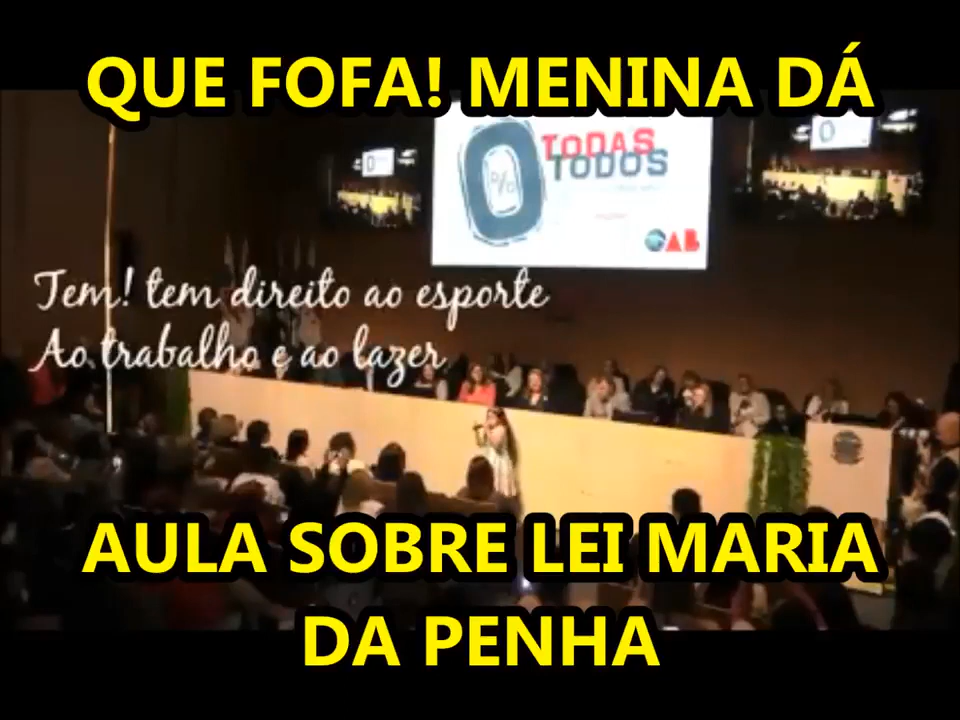 QUE FOFA! MENINA DÁ
TODAS
TODOS
OAB
Tem! tem direito ao esporte
Ao trabalho e ao lazer
AULA SOBRE LEI MARIA
DA PENHA